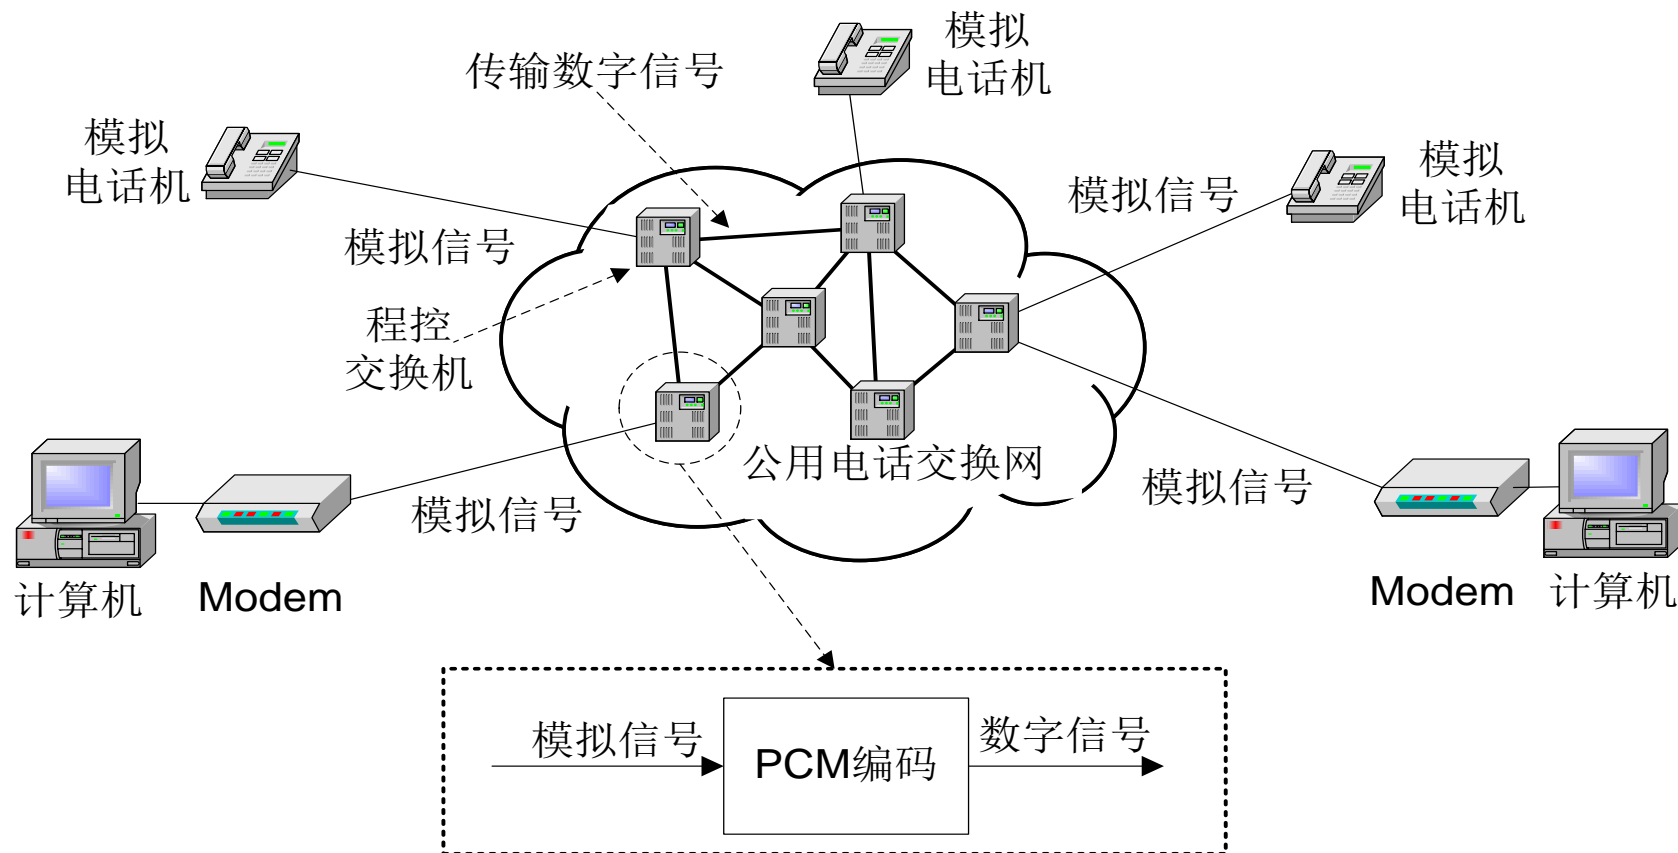 模拟
电话机
传输数字信号
模拟
电话机
模拟
电话机
模拟信号
模拟信号
程控
交换机
公用电话交换网
模拟信号
模拟信号
计算机
Modem
Modem
计算机
模拟信号
PCM编码
数字信号